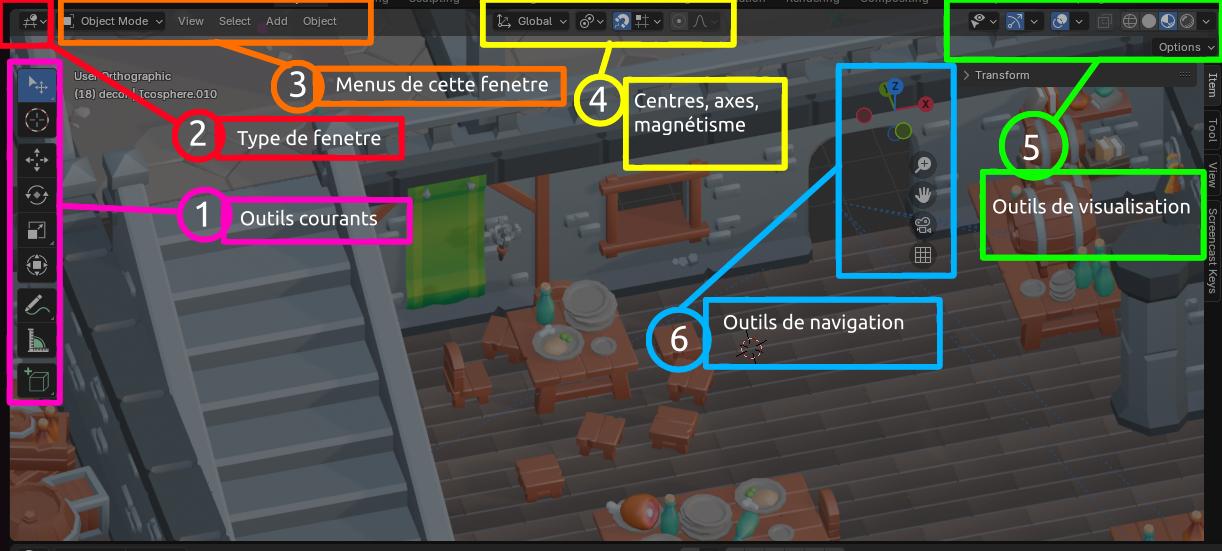 Object Mode View Select Add Object Global
Options
User Orthographic
(18) decor | Icosphere.010
Transform
Item
Tool
View
Screencast Keys
Z
Y
X
1
Outils courants
2
Type de fenetre
3
Menus de cette fenetre
4
Centres, axes,
magnétisme
5
Outils de visualisation
6
Outils de navigation